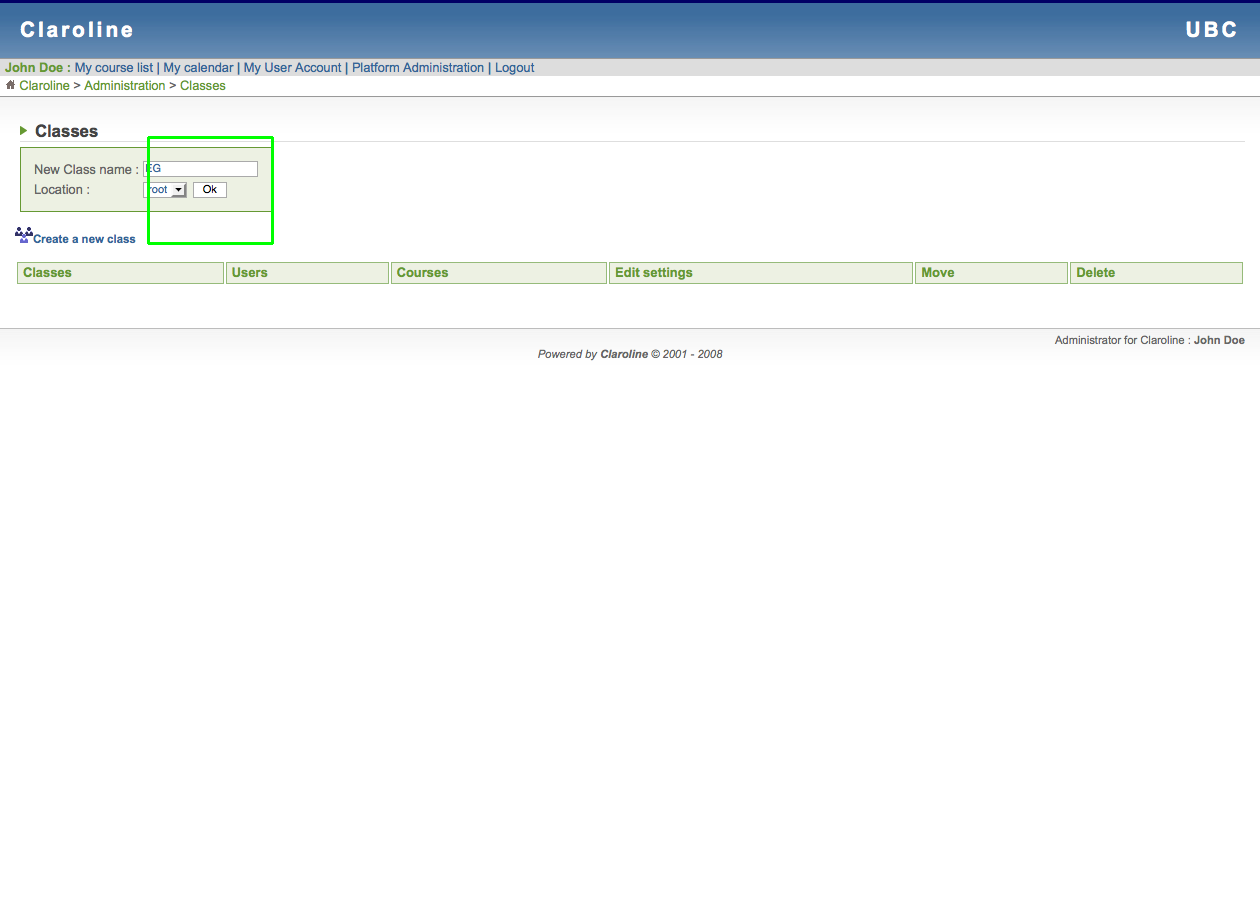 Claroline UBC
John Doe : My course list | My calendar | My User Account | Platform Administration | Logout
Claroline > Administration > Classes
Classes
New Class name : EG
Location : root Ok
Create a new class
Classes Users Courses Edit settings Move Delete
Administrator for Claroline : John Doe
Powered by Claroline © 2001 - 2008